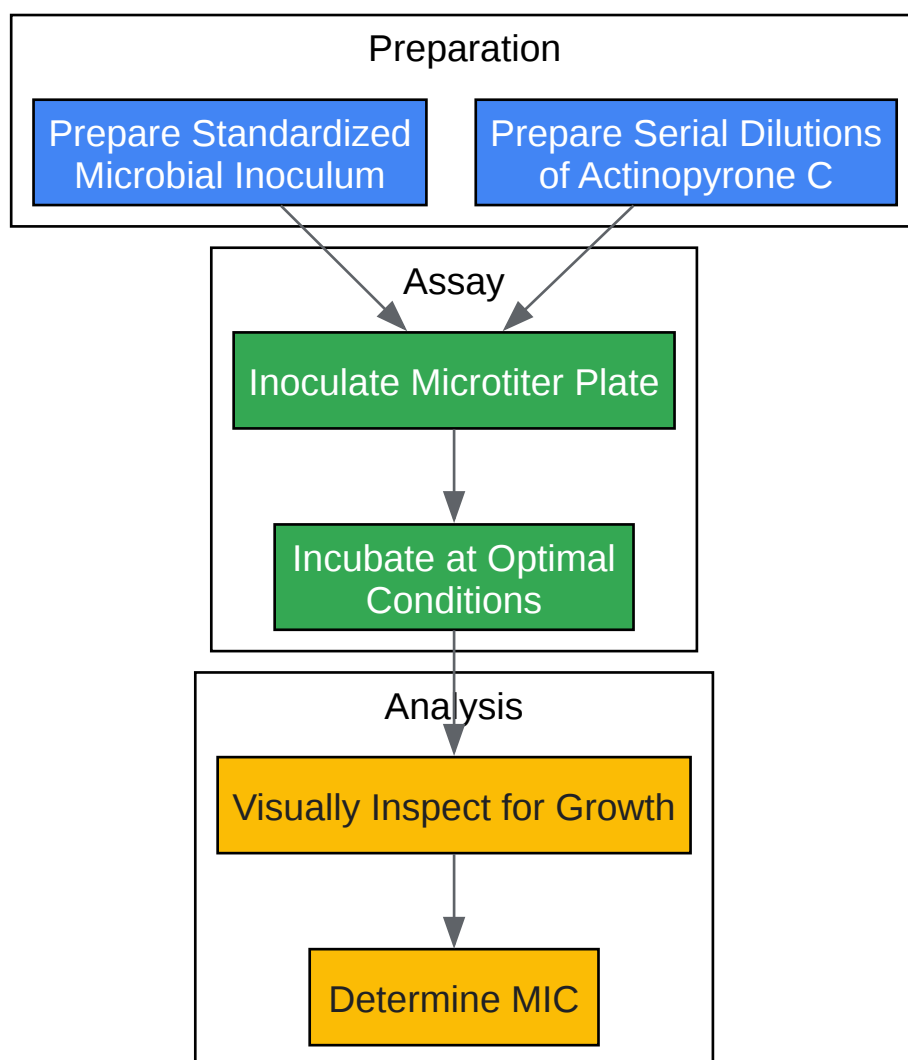 Preparation
Prepare Standardized
Microbial Inoculum
Prepare Serial Dilutions
of Actinopyrone C
Assay
Inoculate Microtiter Plate
Incubate at Optimal
Conditions
Analysis
Visually Inspect for Growth
Determine MIC